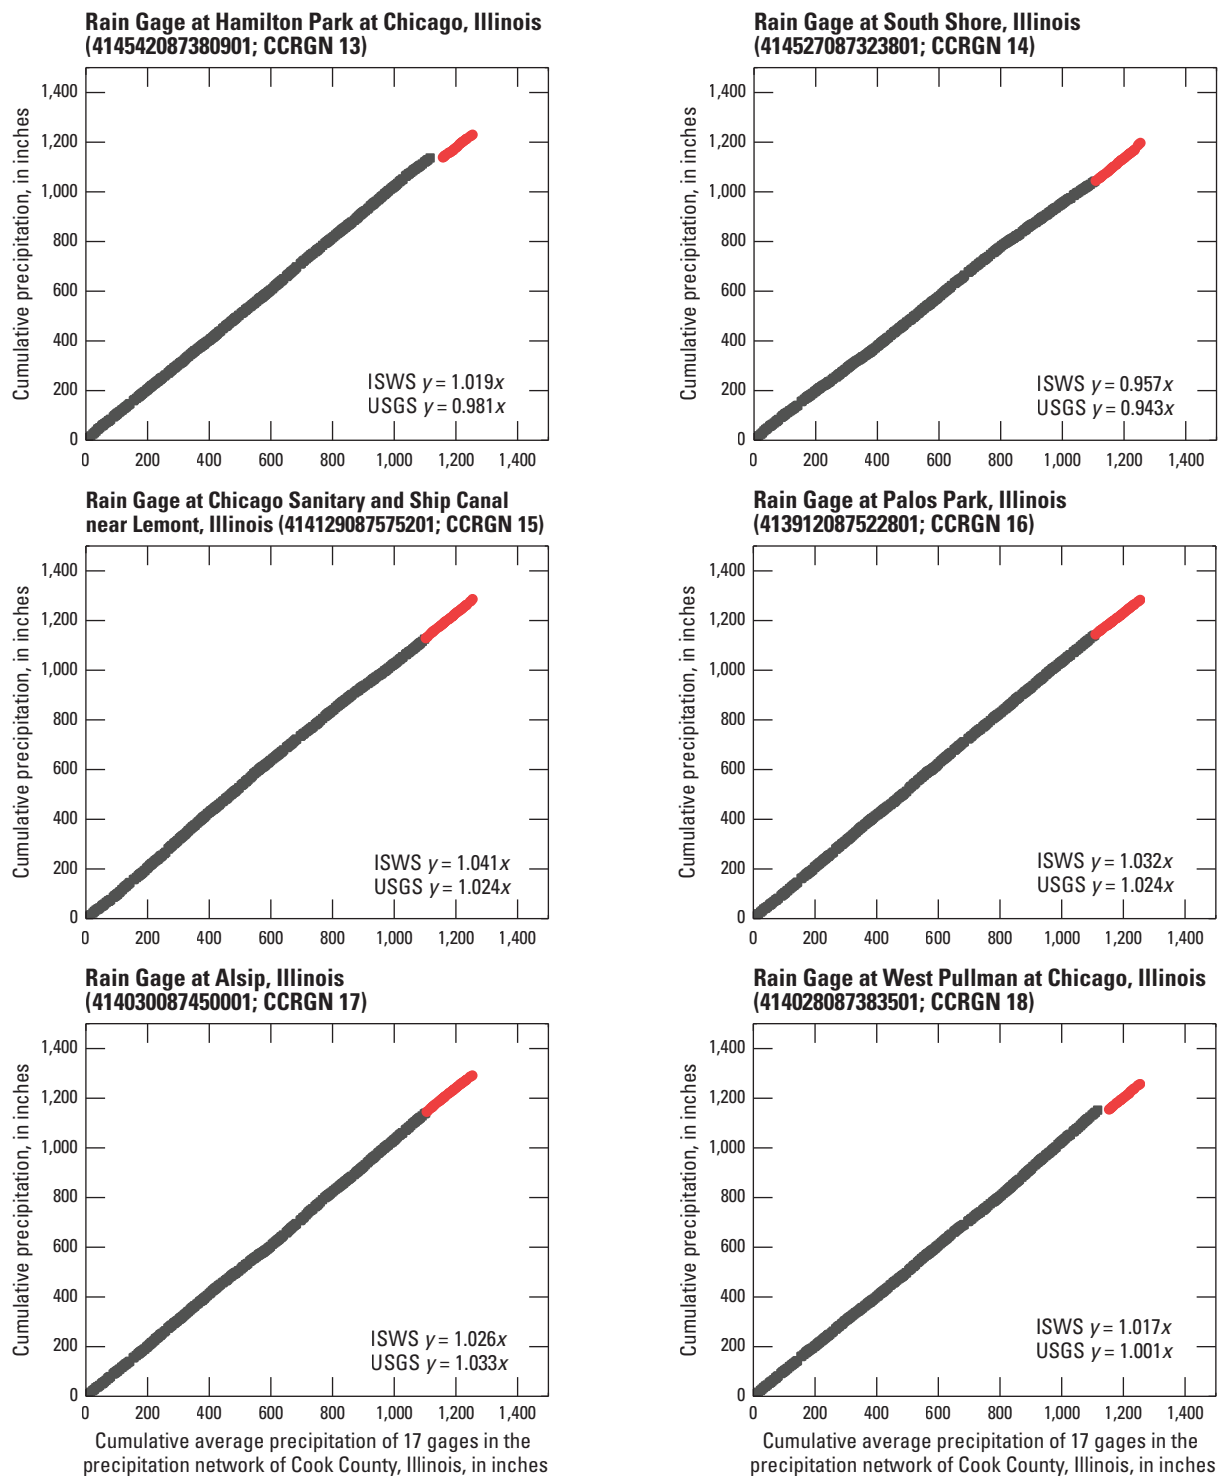 Rain Gage at Hamilton Park at Chicago, Illinois
(414542087380901; CCRGN 13)
Cumulative precipitation, in inches
1,400
1,200
1,000
800
600
400
200
0
ISWS y = 1.019x
USGS y = 0.981x
0 200 400 600 800 1,000 1,200 1,400
Rain Gage at South Shore, Illinois
(414527087323801; CCRGN 14)
Cumulative precipitation, in inches
1,400
1,200
1,000
800
600
400
200
0
ISWS y = 0.957x
USGS y = 0.943x
0 200 400 600 800 1,000 1,200 1,400
Rain Gage at Chicago Sanitary and Ship Canal
near Lemont, Illinois (414129087575201; CCRGN 15)
Cumulative precipitation, in inches
1,400
1,200
1,000
800
600
400
200
0
ISWS y = 1.041x
USGS y = 1.024x
0 200 400 600 800 1,000 1,200 1,400
Rain Gage at Palos Park, Illinois
(413912087522801; CCRGN 16)
Cumulative precipitation, in inches
1,400
1,200
1,000
800
600
400
200
0
ISWS y = 1.032x
USGS y = 1.024x
0 200 400 600 800 1,000 1,200 1,400
Rain Gage at Alsip, Illinois
(414030087450001; CCRGN 17)
Cumulative precipitation, in inches
1,400
1,200
1,000
800
600
400
200
0
ISWS y = 1.026x
USGS y = 1.033x
0 200 400 600 800 1,000 1,200 1,400
Cumulative average precipitation of 17 gages in the
precipitation network of Cook County, Illinois, in inches
Rain Gage at West Pullman at Chicago, Illinois
(414028087383501; CCRGN 18)
Cumulative precipitation, in inches
1,400
1,200
1,000
800
600
400
200
0
ISWS y = 1.017x
USGS y = 1.001x
0 200 400 600 800 1,000 1,200 1,400
Cumulative average precipitation of 17 gages in the
precipitation network of Cook County, Illinois, in inches